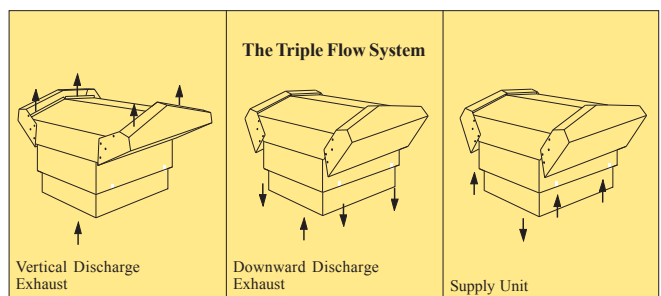 The Triple Flow System
Vertical Discharge
Exhaust
Downward Discharge
Exhaust
Supply Unit